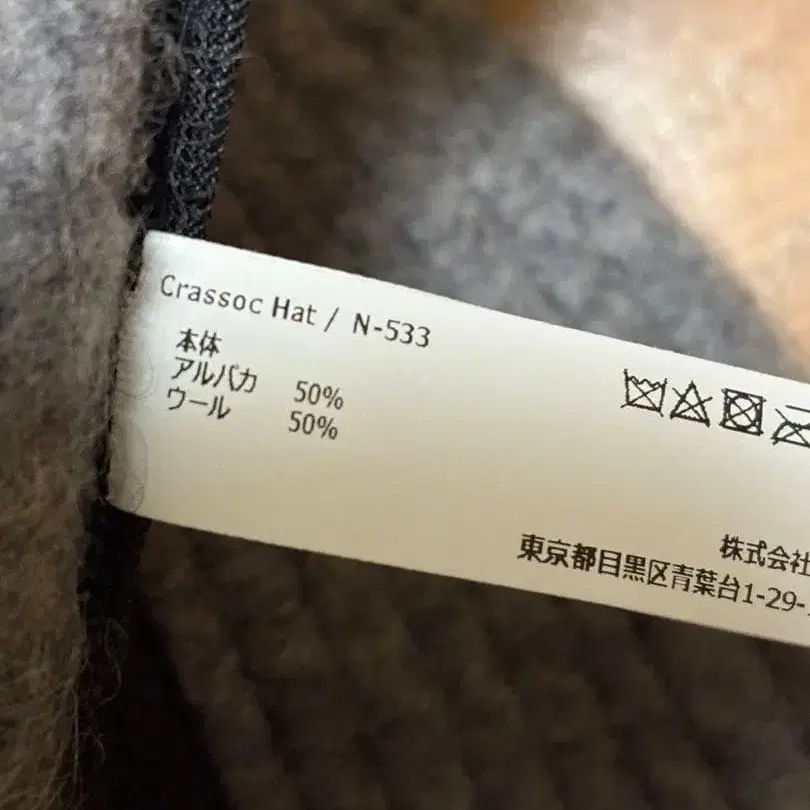 Crassoc Hat / N-533
本体
アルパカ 50%
ウール 50%
株式会社
東京都目黒区青葉台1-29-